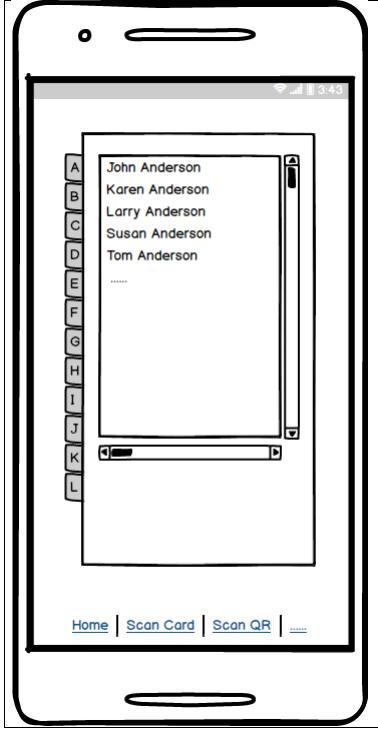 3:43
A
B
C
D
E
F
G
H
I
J
K
L
John Anderson
Karen Anderson
Larry Anderson
Susan Anderson
Tom Anderson
......
Home | Scan Card | Scan QR | ......